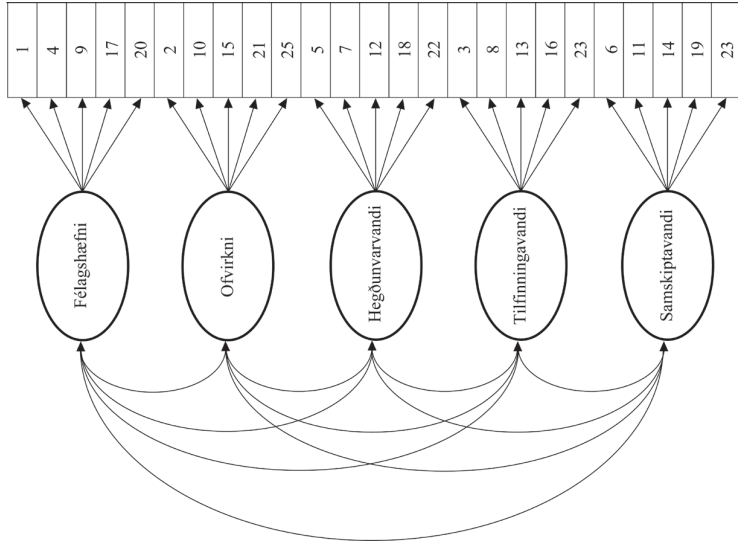 1 4 9 17 20 2 10 15 21 25 5 7 12 18 22 3 8 13 16 23 6 11 14 19 23
Félagshæfni
Ofvirkni
Hegðunvarvandi
Tilfinningavandi
Samskiptavandi